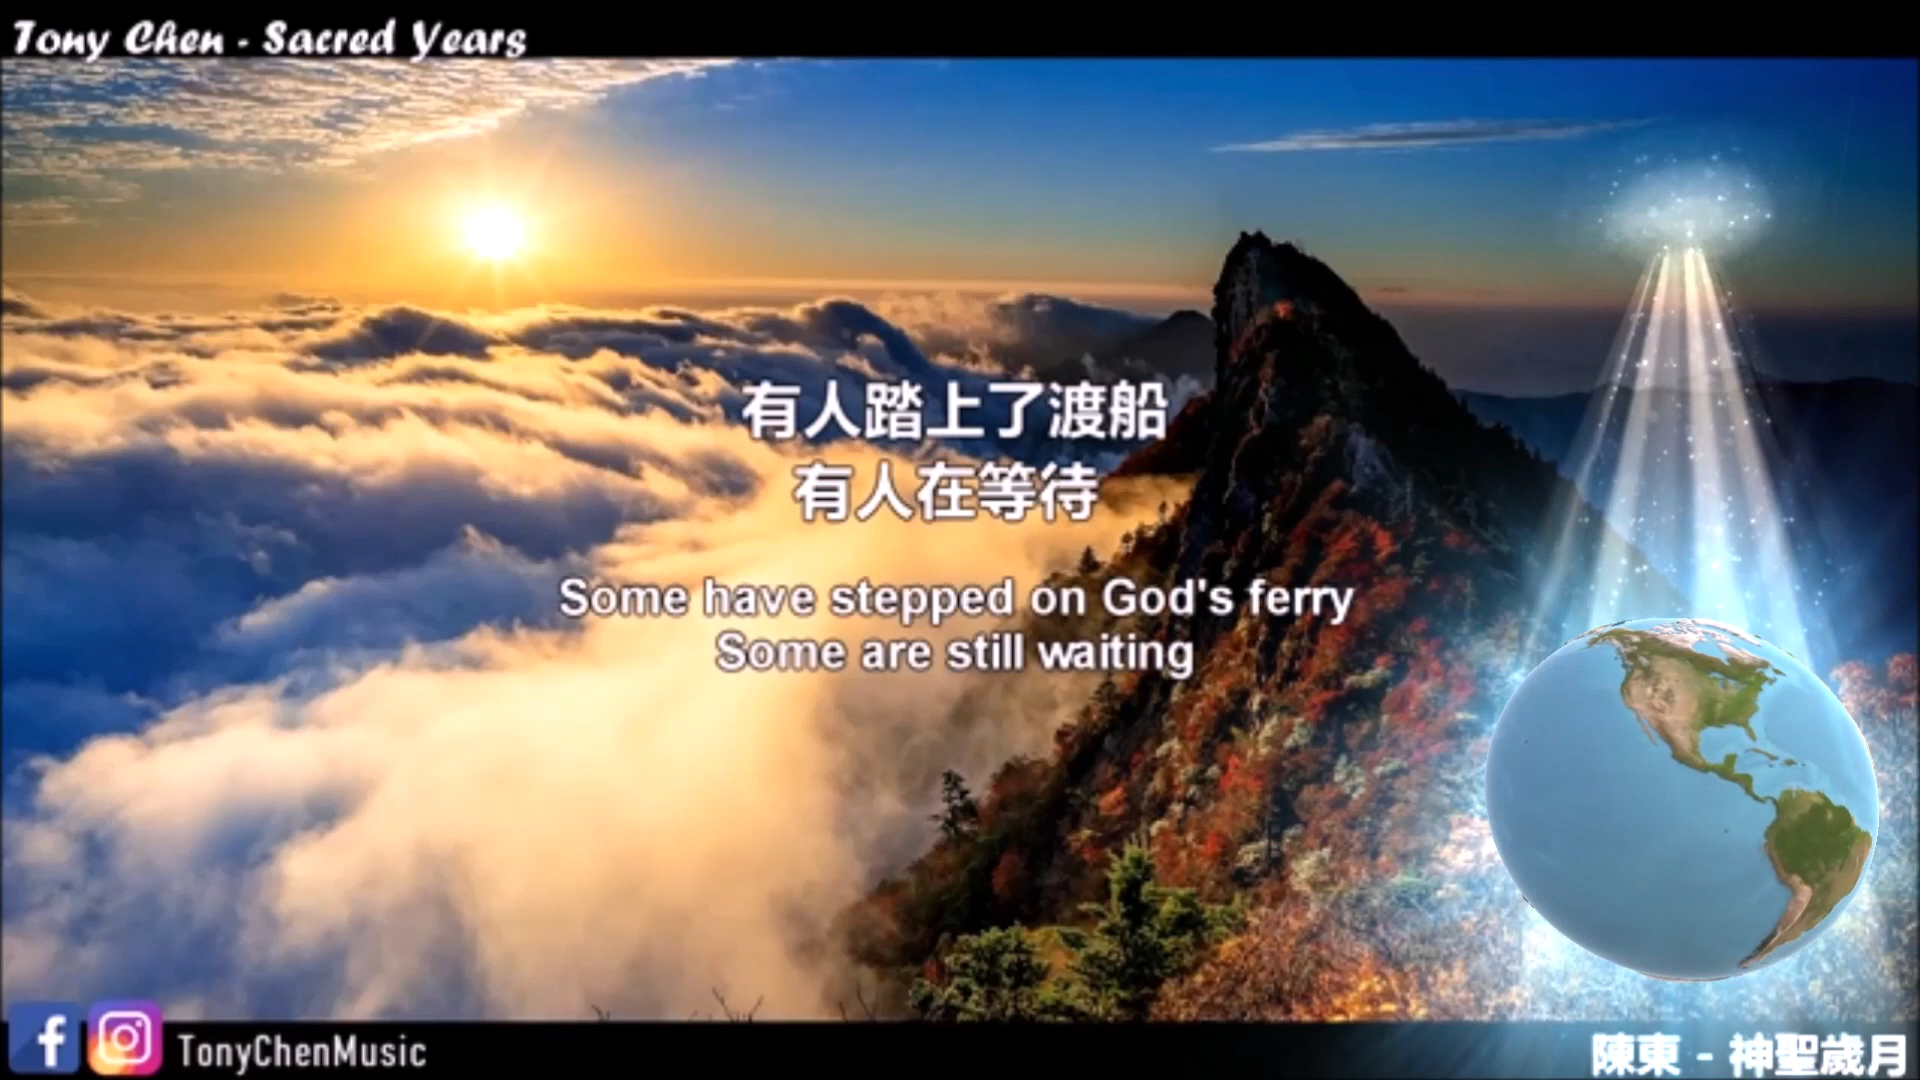 Tony Chen - Sacred Years
有人踏上了渡船
有人在等待
Some have stepped on God's ferry
Some are still waiting
TonyChenMusic
陳東 - 神聖歲月